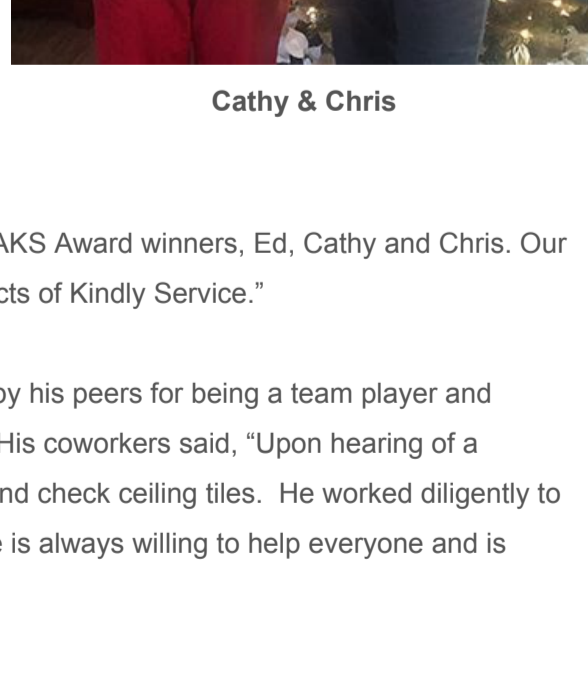 Cathy & Chris
AKS Award winners, Ed, Cathy and Chris. Our
cts of Kindly Service.”
by his peers for being a team player and
His coworkers said, “Upon hearing of a
nd check ceiling tiles.  He worked diligently to
e is always willing to help everyone and is